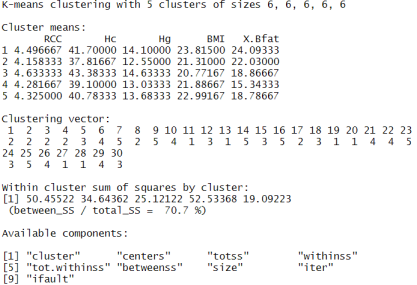 K-means clustering with 5 clusters of sizes 6, 6, 6, 6, 6
Cluster means:
RCC Hc Hg BMI X.Bfat
1 4.496667 41.70000 14.10000 23.81500 24.09333
2 4.158333 37.81667 12.55000 21.31000 22.03000
3 4.633333 43.38333 14.63333 20.77167 18.86667
4 4.281667 39.10000 13.03333 21.88667 15.34333
5 4.325000 40.78333 13.68333 22.99167 18.78667
Clustering vector:
1 2 3 4 5 6 7 8 9 10 11 12 13 14 15 16 17 18 19 20 21 22 23
2 2 2 2 3 4 5 2 5 4 1 3 1 5 3 5 2 3 1 1 4 4 5
24 25 26 27 28 29 30
3 5 4 1 1 4 3
Within cluster sum of squares by cluster:
[1] 50.45522 34.64362 25.12122 52.53368 19.09223
(between_SS / total_SS = 70.7 %)
Available components:
[1] "cluster" "centers" "totss" "withinss"
[5] "tot.withinss" "betweenss" "size" "iter"
[9] "ifault"